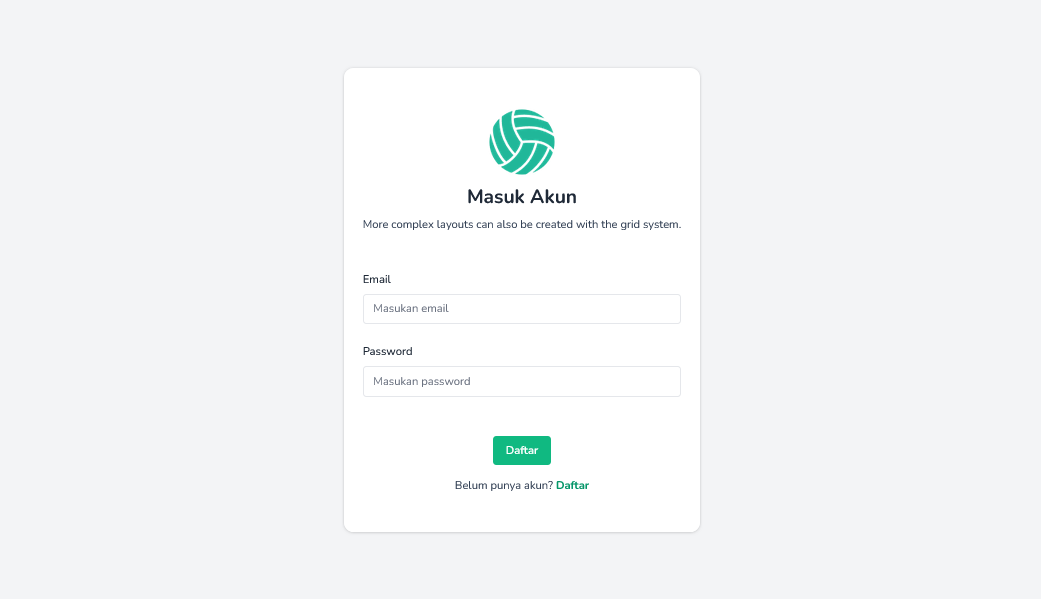 Masuk Akun
More complex layouts can also be created with the grid system.
Email
Masukan email
Password
Masukan password
Daftar
Belum punya akun? Daftar